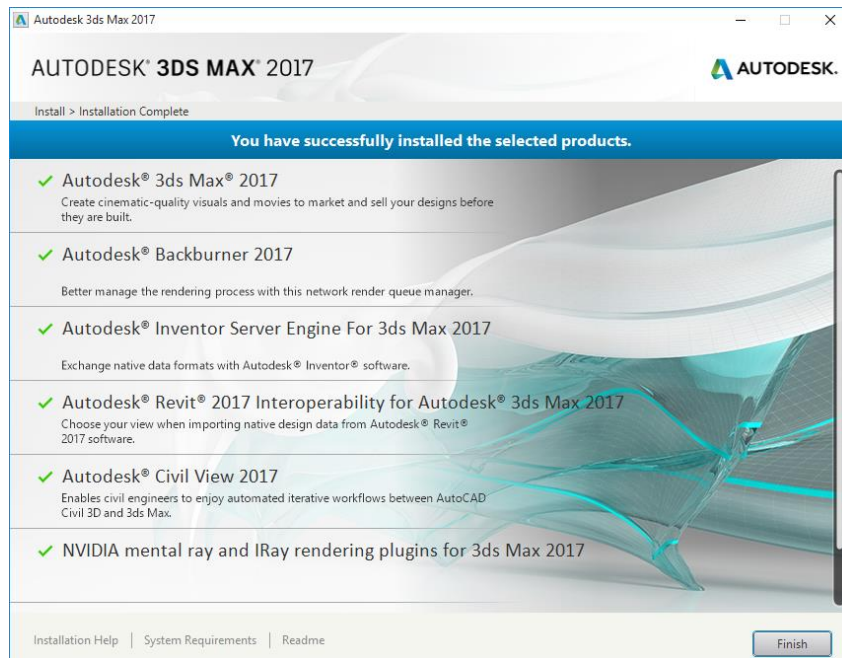 Autodesk 3ds Max 2017
AUTODESK® 3DS MAX® 2017
AUTODESK.
Install > Installation Complete
You have successfully installed the selected products.
Autodesk® 3ds Max® 2017
Create cinematic-quality visuals and movies to market and sell your designs before
they are built.
Autodesk® Backburner 2017
Better manage the rendering process with this network render queue manager.
Autodesk® Inventor Server Engine For 3ds Max 2017
Exchange native data formats with Autodesk® Inventor® software.
Autodesk® Revit® 2017 Interoperability for Autodesk® 3ds Max 2017
Choose your view when importing native design data from Autodesk® Revit®
2017 software.
Autodesk® Civil View 2017
Enables civil engineers to enjoy automated iterative workflows between AutoCAD
Civil 3D and 3ds Max.
NVIDIA mental ray and IRay rendering plugins for 3ds Max 2017
Installation Help | System Requirements | Readme
Finish